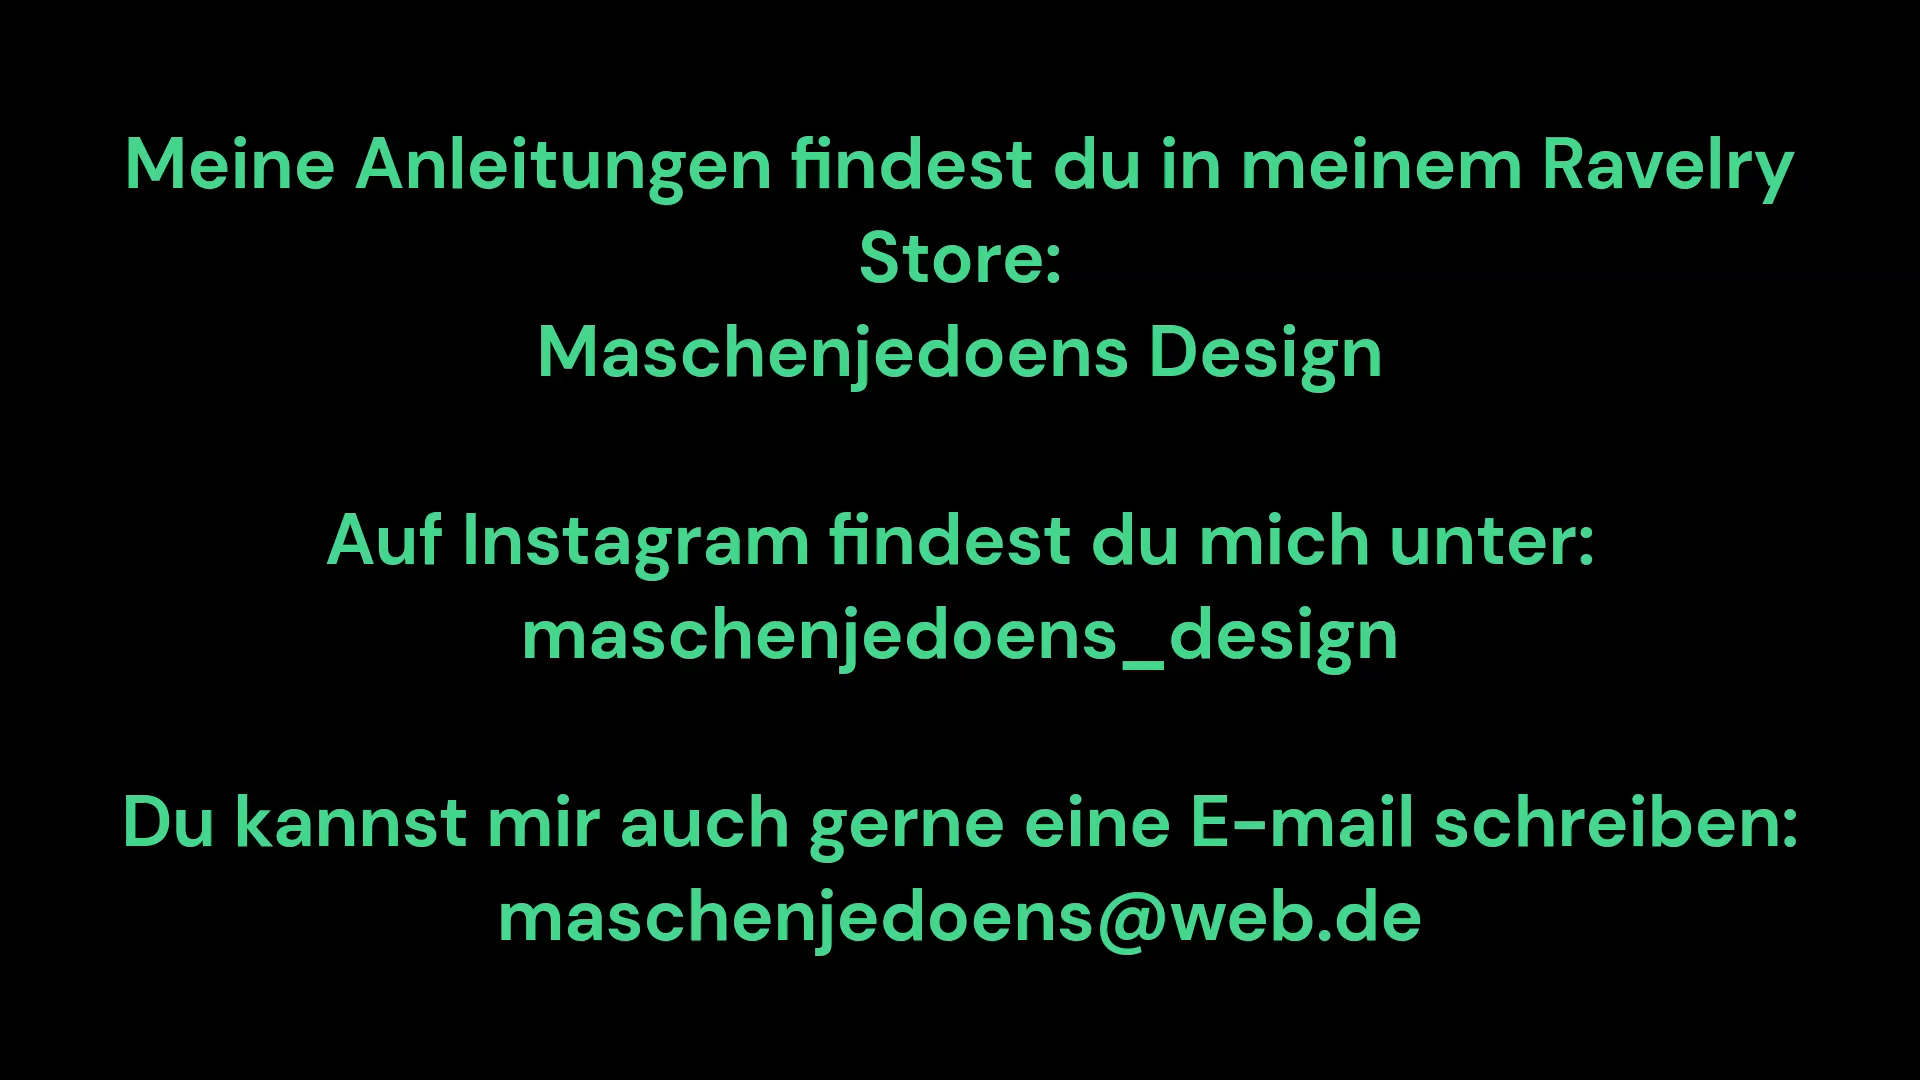 Meine Anleitungen findest du in meinem Ravelry
Store:
Maschenjedoens Design
Auf Instagram findest du mich unter:
maschenjedoens_design
Du kannst mir auch gerne eine E-mail schreiben:
maschenjedoens@web.de